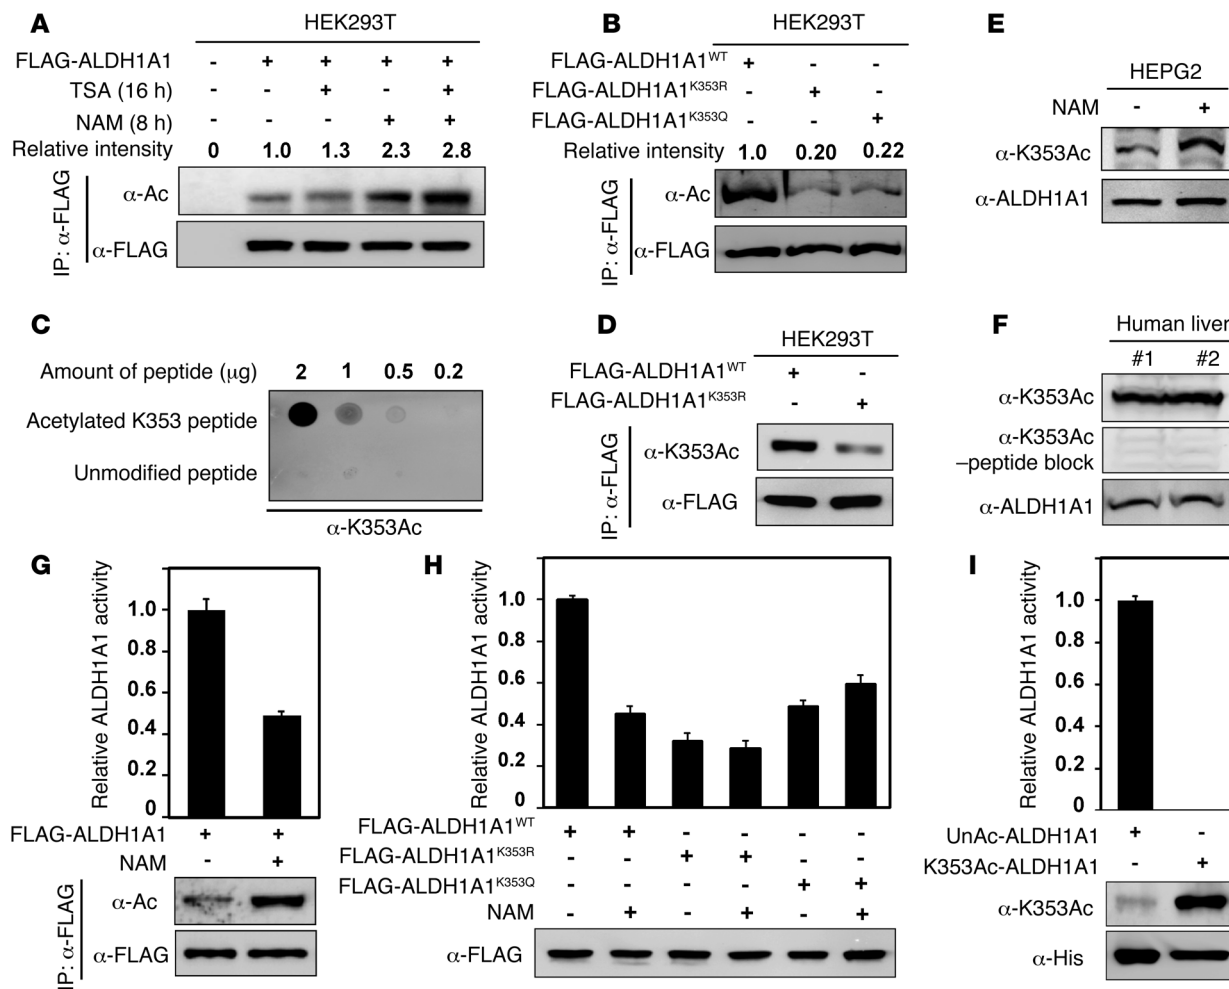 A
HEK293T
FLAG-ALDH1A1 - + + + +
TSA (16 h) - - + - +
NAM (8 h) - - - + +
Relative intensity 0 1.0 1.3 2.3 2.8
IP: α-FLAG
α-Ac
α-FLAG
B
HEK293T
FLAG-ALDH1A1WT + - -
FLAG-ALDH1A1K353R - + -
FLAG-ALDH1A1K353Q - - +
Relative intensity 1.0 0.20 0.22
IP: α-FLAG
α-Ac
α-FLAG
E
HEPG2
NAM - +
α-K353Ac
α-ALDH1A1
C
Amount of peptide (µg) 2 1 0.5 0.2
Acetylated K353 peptide
Unmodified peptide
α-K353Ac
D
HEK293T
FLAG-ALDH1A1WT + -
FLAG-ALDH1A1K353R - +
IP: α-FLAG
α-K353Ac
α-FLAG
F
Human liver
#1 #2
α-K353Ac
α-K353Ac
–peptide block
α-ALDH1A1
G
Relative ALDH1A1 activity
1.0
0.8
0.6
0.4
0.2
0
FLAG-ALDH1A1 + +
NAM - +
IP: α-FLAG
α-Ac
α-FLAG
H
Relative ALDH1A1 activity
1.0
0.8
0.6
0.4
0.2
0
FLAG-ALDH1A1WT + + - - - -
FLAG-ALDH1A1K353R - - + + - -
FLAG-ALDH1A1K353Q - - - - + +
NAM - + - + - +
α-FLAG
I
Relative ALDH1A1 activity
1.0
0.8
0.6
0.4
0.2
0
UnAc-ALDH1A1 + -
K353Ac-ALDH1A1 - +
α-K353Ac
α-His